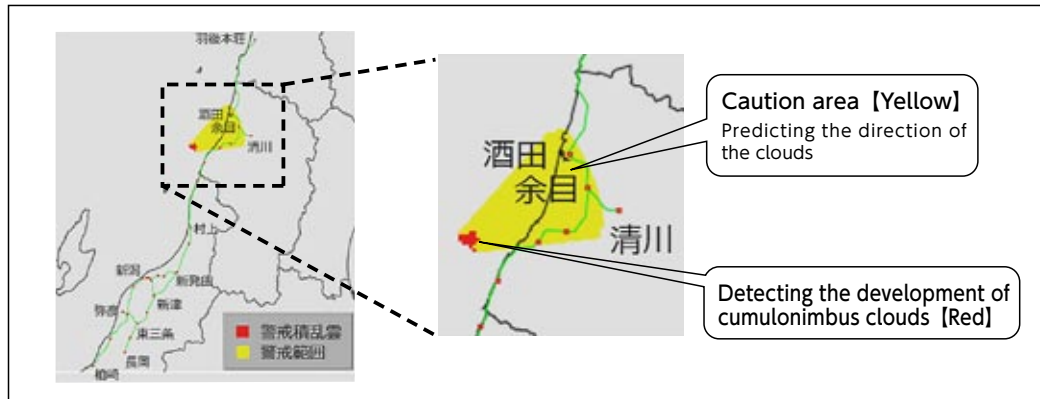 羽後本荘
酒田
余目
清川
村上
新潟
新発田
弥彦
新津
東三条
長岡
柏崎
警戒積乱雲
警戒範囲
酒田
余目
清川
Caution area【Yellow】
Predicting the direction of
the clouds
Detecting the development of
cumulonimbus clouds【Red】